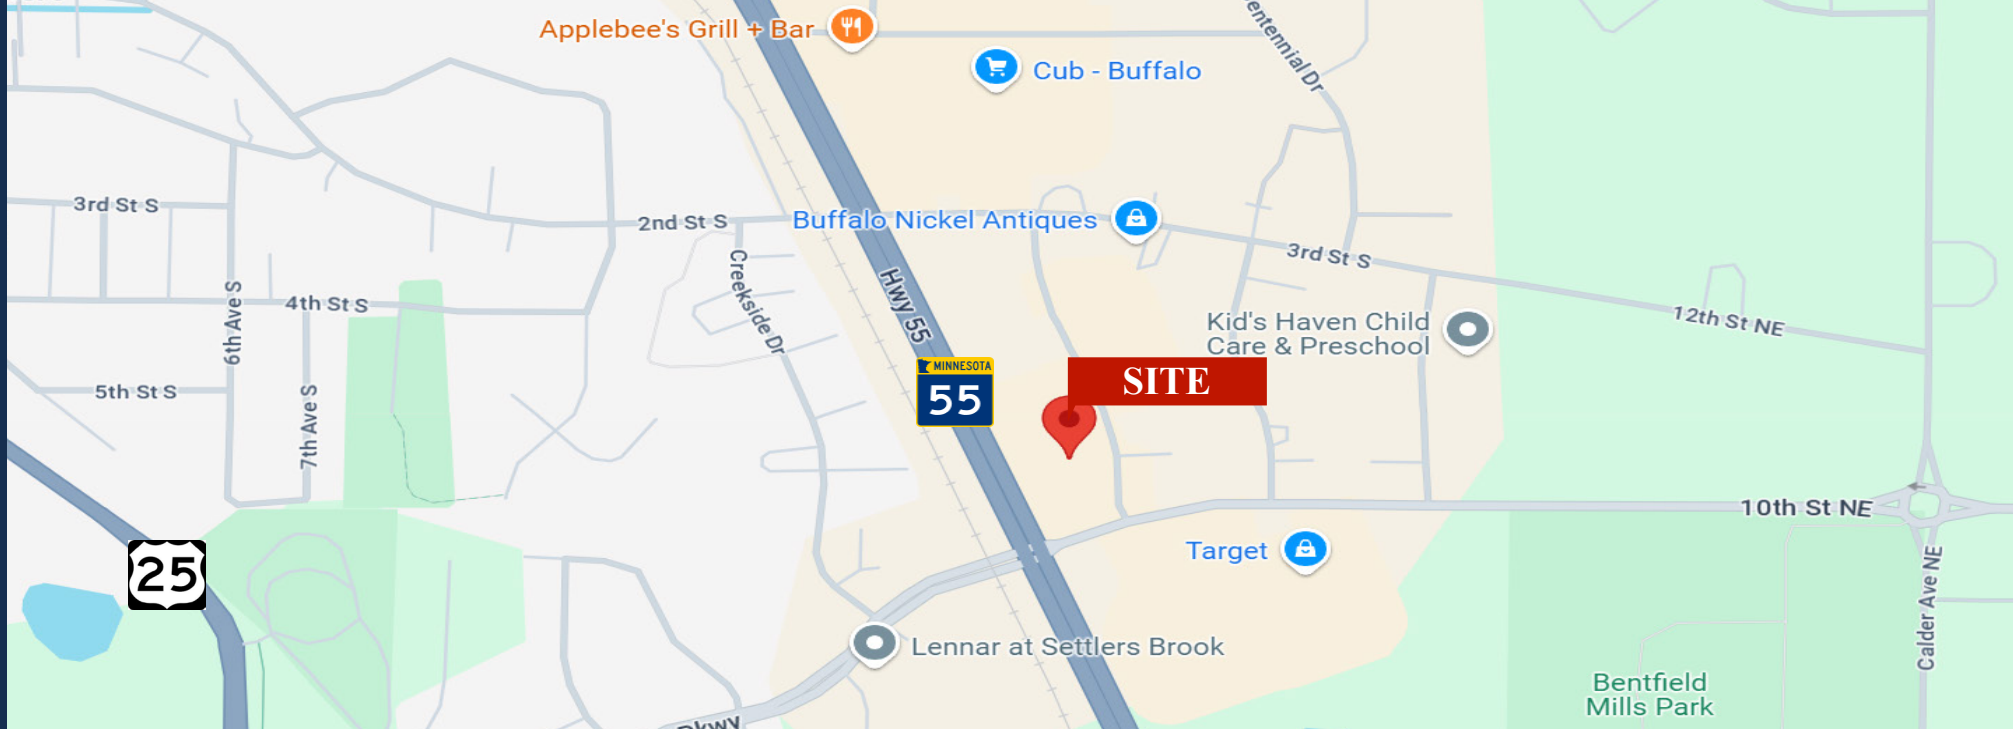 Applebee's Grill + Bar
Cub - Buffalo
entennial Dr
3rd St S
2nd St S
Buffalo Nickel Antiques
3rd St S
Creekside Dr
6th Ave S
4th St S
Hwy 55
Kid's Haven Child
Care & Preschool
12th St NE
MINNESOTA
55
SITE
5th St S
7th Ave S
10th St NE
25
Target
Calder Ave NE
Lennar at Settlers Brook
Bentfield
Mills Park
Pkwy